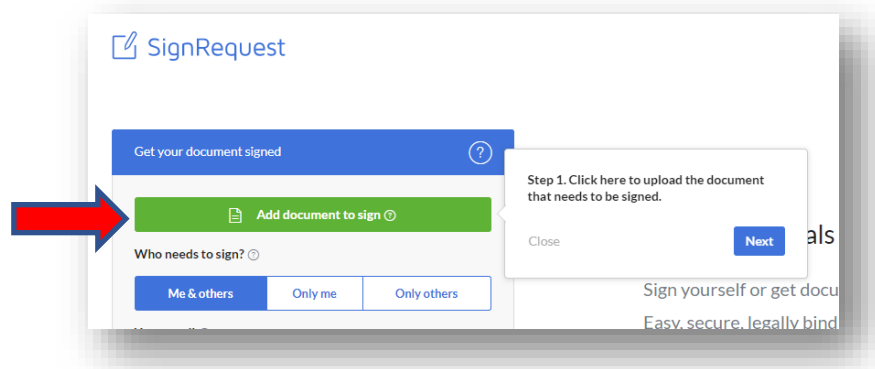 SignRequest
Get your document signed
Add document to sign
Who needs to sign?
Me & others
Only me
Only others
Step 1. Click here to upload the document
that needs to be signed.
Close
Next
als
Sign yourself or get docu
Easy, secure, legally bind